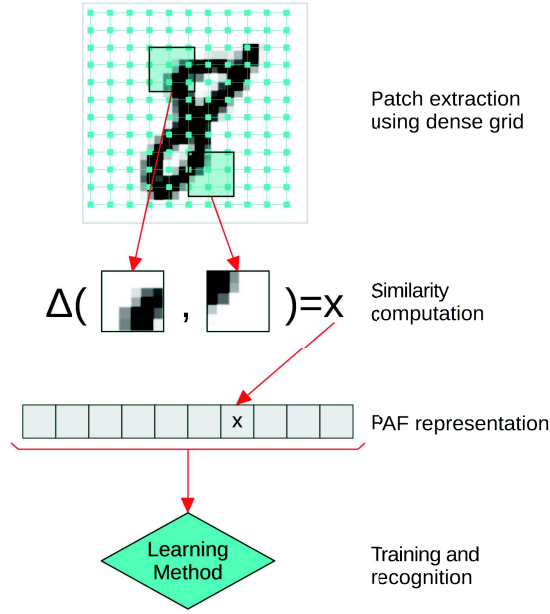 Patch extraction
using dense grid
Δ( , )=x
Similarity
computation
x
PAF representation
Learning
Method
Training and
recognition